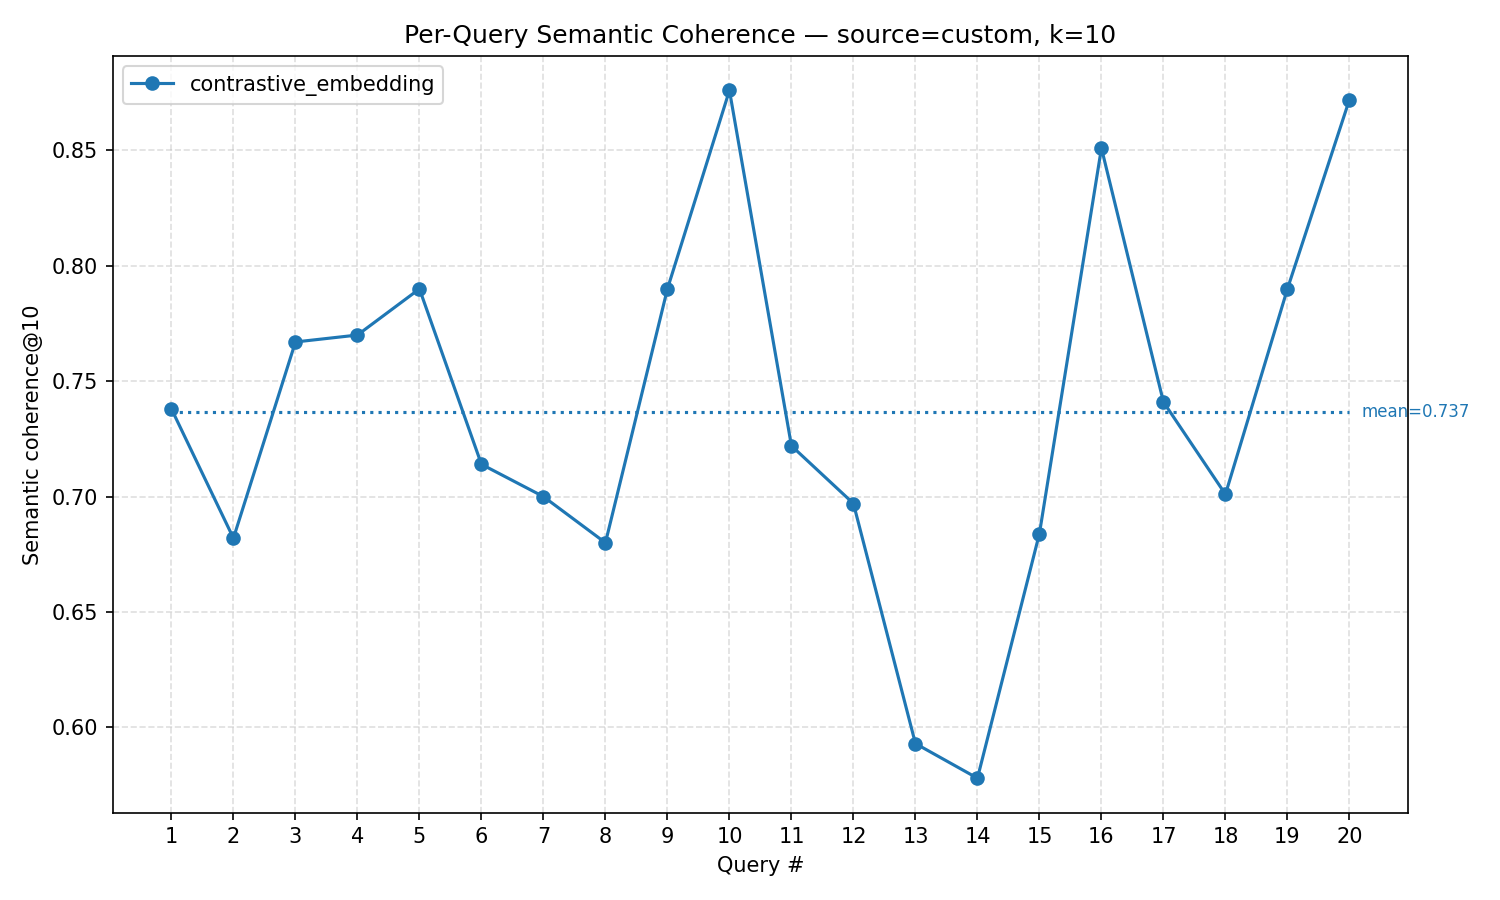 Per-Query Semantic Coherence — source=custom, k=10
contrastive_embedding
Semantic coherence@10
0.85
0.80
0.75
0.70
0.65
0.60
mean=0.737
1 2 3 4 5 6 7 8 9 10 11 12 13 14 15 16 17 18 19 20
Query #